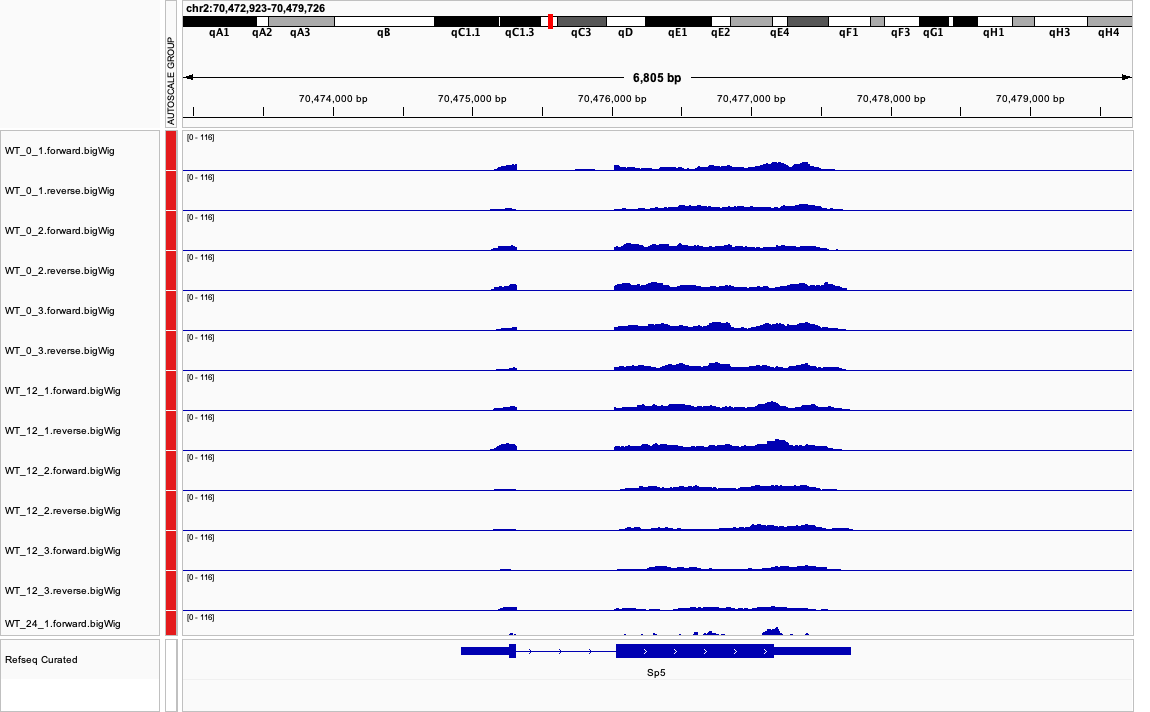 chr2:70,472,923-70,479,726
qA1 qA2 qA3 qB qC1.1 qC1.3 qC3 qD qE1 qE2 qE4 qF1 qF3 qG1 qH1 qH3 qH4
AUTOSCALE GROUP
6,805 bp
70,474,000 bp 70,475,000 bp 70,476,000 bp 70,477,000 bp 70,478,000 bp 70,479,000 bp
[0 - 116]
WT_0_1.forward.bigWig
[0 - 116]
WT_0_1.reverse.bigWig
[0 - 116]
WT_0_2.forward.bigWig
[0 - 116]
WT_0_2.reverse.bigWig
[0 - 116]
WT_0_3.forward.bigWig
[0 - 116]
WT_0_3.reverse.bigWig
[0 - 116]
WT_12_1.forward.bigWig
[0 - 116]
WT_12_1.reverse.bigWig
[0 - 116]
WT_12_2.forward.bigWig
[0 - 116]
WT_12_2.reverse.bigWig
[0 - 116]
WT_12_3.forward.bigWig
[0 - 116]
WT_12_3.reverse.bigWig
[0 - 116]
WT_24_1.forward.bigWig
Refseq Curated
Sp5